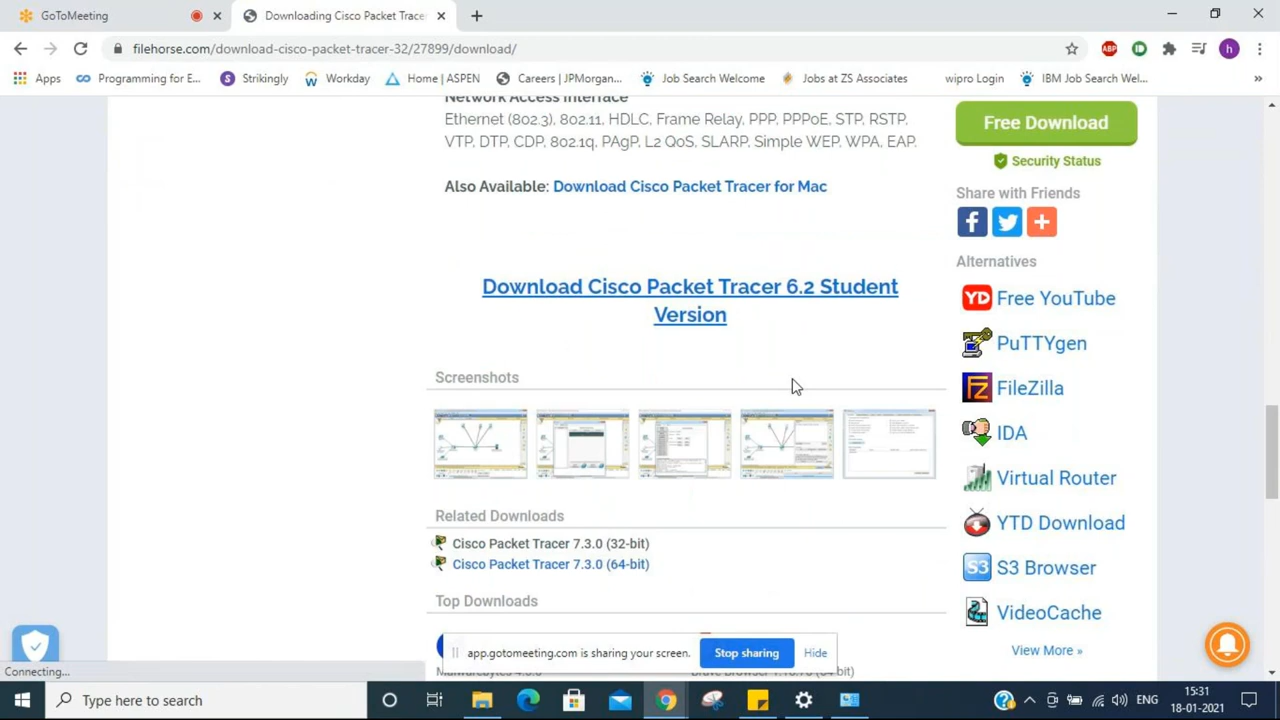 GoToMeeting
Downloading Cisco Packet Tracer
filehorse.com/download-cisco-packet-tracer-32/27899/download/
ABP
h
Apps
Programming for E...
Strikingly
Workday
Home | ASPEN
Careers | JPMorgan...
Job Search Welcome
Jobs at ZS Associates
wipro Login
IBM Job Search Wel...
»
Network Access Interface
Ethernet (802.3), 802.11, HDLC, Frame Relay, PPP, PPPoE, STP, RSTP,
VTP, DTP, CDP, 802.1q, PAgP, L2 QoS, SLARP, Simple WEP, WPA, EAP.
Also Available: Download Cisco Packet Tracer for Mac
Download Cisco Packet Tracer 6.2 Student
Version
Screenshots
Related Downloads
Cisco Packet Tracer 7.3.0 (32-bit)
Cisco Packet Tracer 7.3.0 (64-bit)
Top Downloads
Free Download
Security Status
Share with Friends
Alternatives
YD Free YouTube
PuTTYgen
FZ FileZilla
IDA
Virtual Router
YTD Download
S3 S3 Browser
VideoCache
View More »
app.gotomeeting.com is sharing your screen.
Stop sharing
Hide
Connecting...
Type here to search
ENG
15:31
18-01-2021